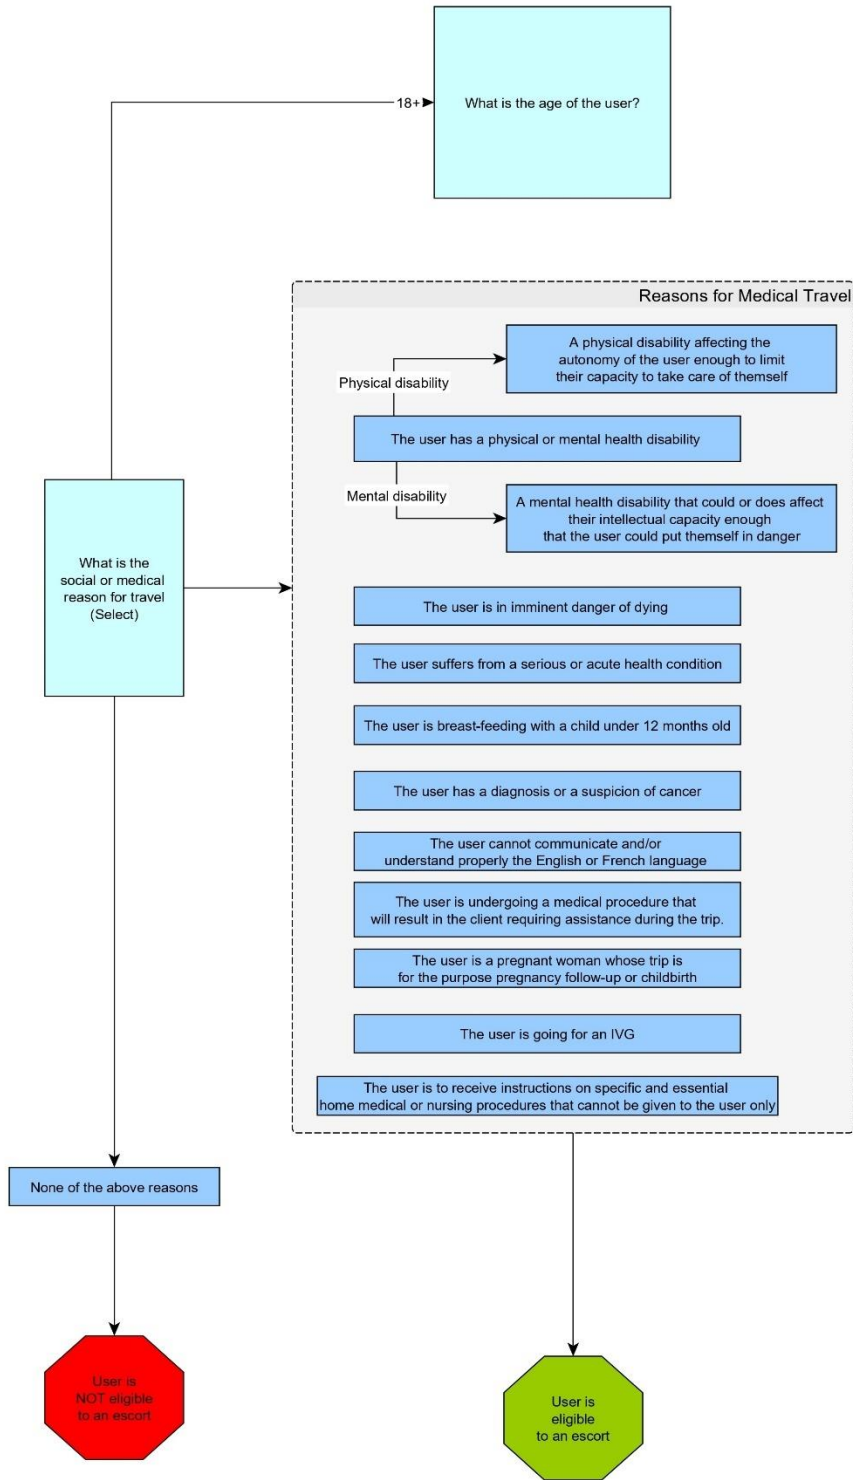 18+
What is the age of the user?
Reasons for Medical Travel
A physical disability affecting the
autonomy of the user enough to limit
their capacity to take care of themself
Physical disability
The user has a physical or mental health disability
Mental disability
A mental health disability that could or does affect
their intellectual capacity enough
that the user could put themself in danger
What is the
social or medical
reason for travel
(Select)
The user is in imminent danger of dying
The user suffers from a serious or acute health condition
The user is breast-feeding with a child under 12 months old
The user has a diagnosis or a suspicion of cancer
The user cannot communicate and/or
understand properly the English or French language
The user is undergoing a medical procedure that
will result in the client requiring assistance during the trip.
The user is a pregnant woman whose trip is
for the purpose pregnancy follow-up or childbirth
The user is going for an IVG
The user is to receive instructions on specific and essential
home medical or nursing procedures that cannot be given to the user only
None of the above reasons
User is
NOT eligible
to an escort
User is
eligible
to an escort